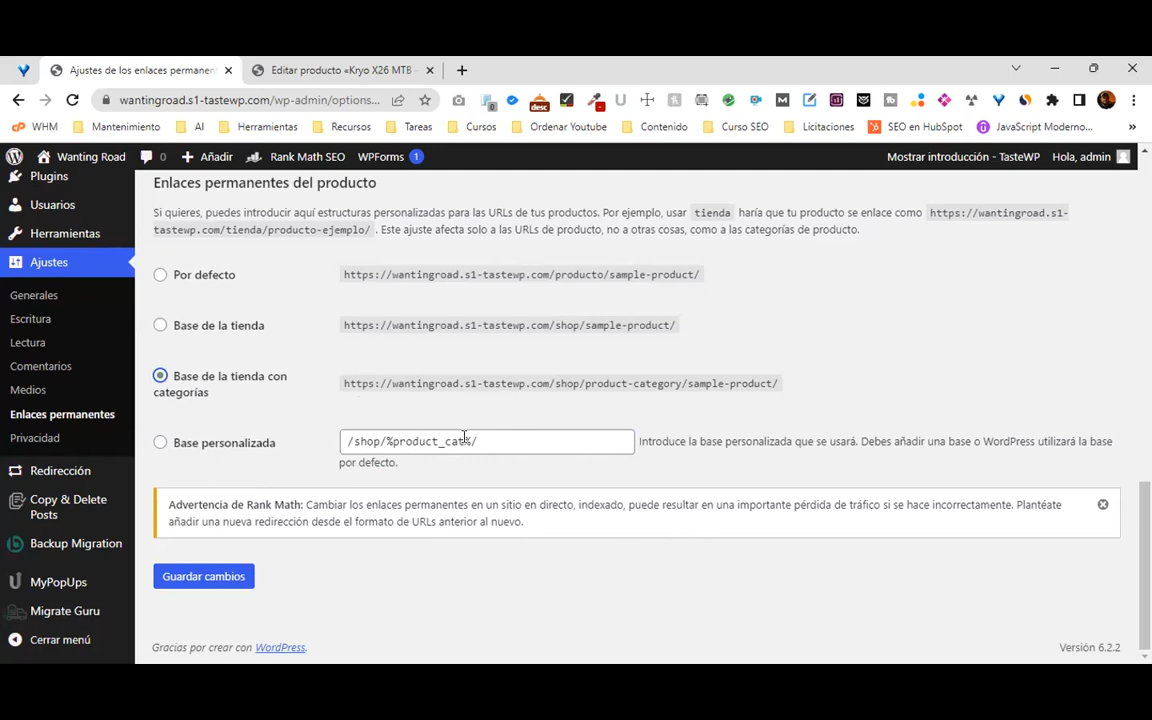 Ajustes de los enlaces permanent
Editar producto «Kryo X26 MTB –
wantingroad.s1-tastewp.com/wp-admin/options...
WHM
Mantenimiento
AI
Herramientas
Recursos
Tareas
Cursos
Ordenar Youtube
Contenido
Curso SEO
Licitaciones
SEO en HubSpot
JavaScript Moderno...
Wanting Road
0
Añadir
Rank Math SEO
WPForms 1
Mostrar introducción - TasteWP
Hola, admin
Plugins
Usuarios
Herramientas
Ajustes
Generales
Escritura
Lectura
Comentarios
Medios
Enlaces permanentes
Privacidad
Redirección
Copy & Delete
Posts
Backup Migration
MyPopUps
Migrate Guru
Cerrar menú
Enlaces permanentes del producto
Si quieres, puedes introducir aquí estructuras personalizadas para las URLs de tus productos. Por ejemplo, usar tienda haría que tu producto se enlace como https://wantingroad.s1-
tastewp.com/tienda/producto-ejemplo/ . Este ajuste afecta solo a las URLs de producto, no a otras cosas, como a las categorías de producto.
Por defecto
https://wantingroad.s1-tastewp.com/producto/sample-product/
Base de la tienda
https://wantingroad.s1-tastewp.com/shop/sample-product/
Base de la tienda con
categorías
https://wantingroad.s1-tastewp.com/shop/product-category/sample-product/
Base personalizada
/shop/%product_cat%/
Introduce la base personalizada que se usará. Debes añadir una base o WordPress utilizará la base
por defecto.
Advertencia de Rank Math: Cambiar los enlaces permanentes en un sitio en directo, indexado, puede resultar en una importante pérdida de tráfico si se hace incorrectamente. Plantéate
añadir una nueva redirección desde el formato de URLs anterior al nuevo.
Guardar cambios
Gracias por crear con WordPress.
Versión 6.2.2